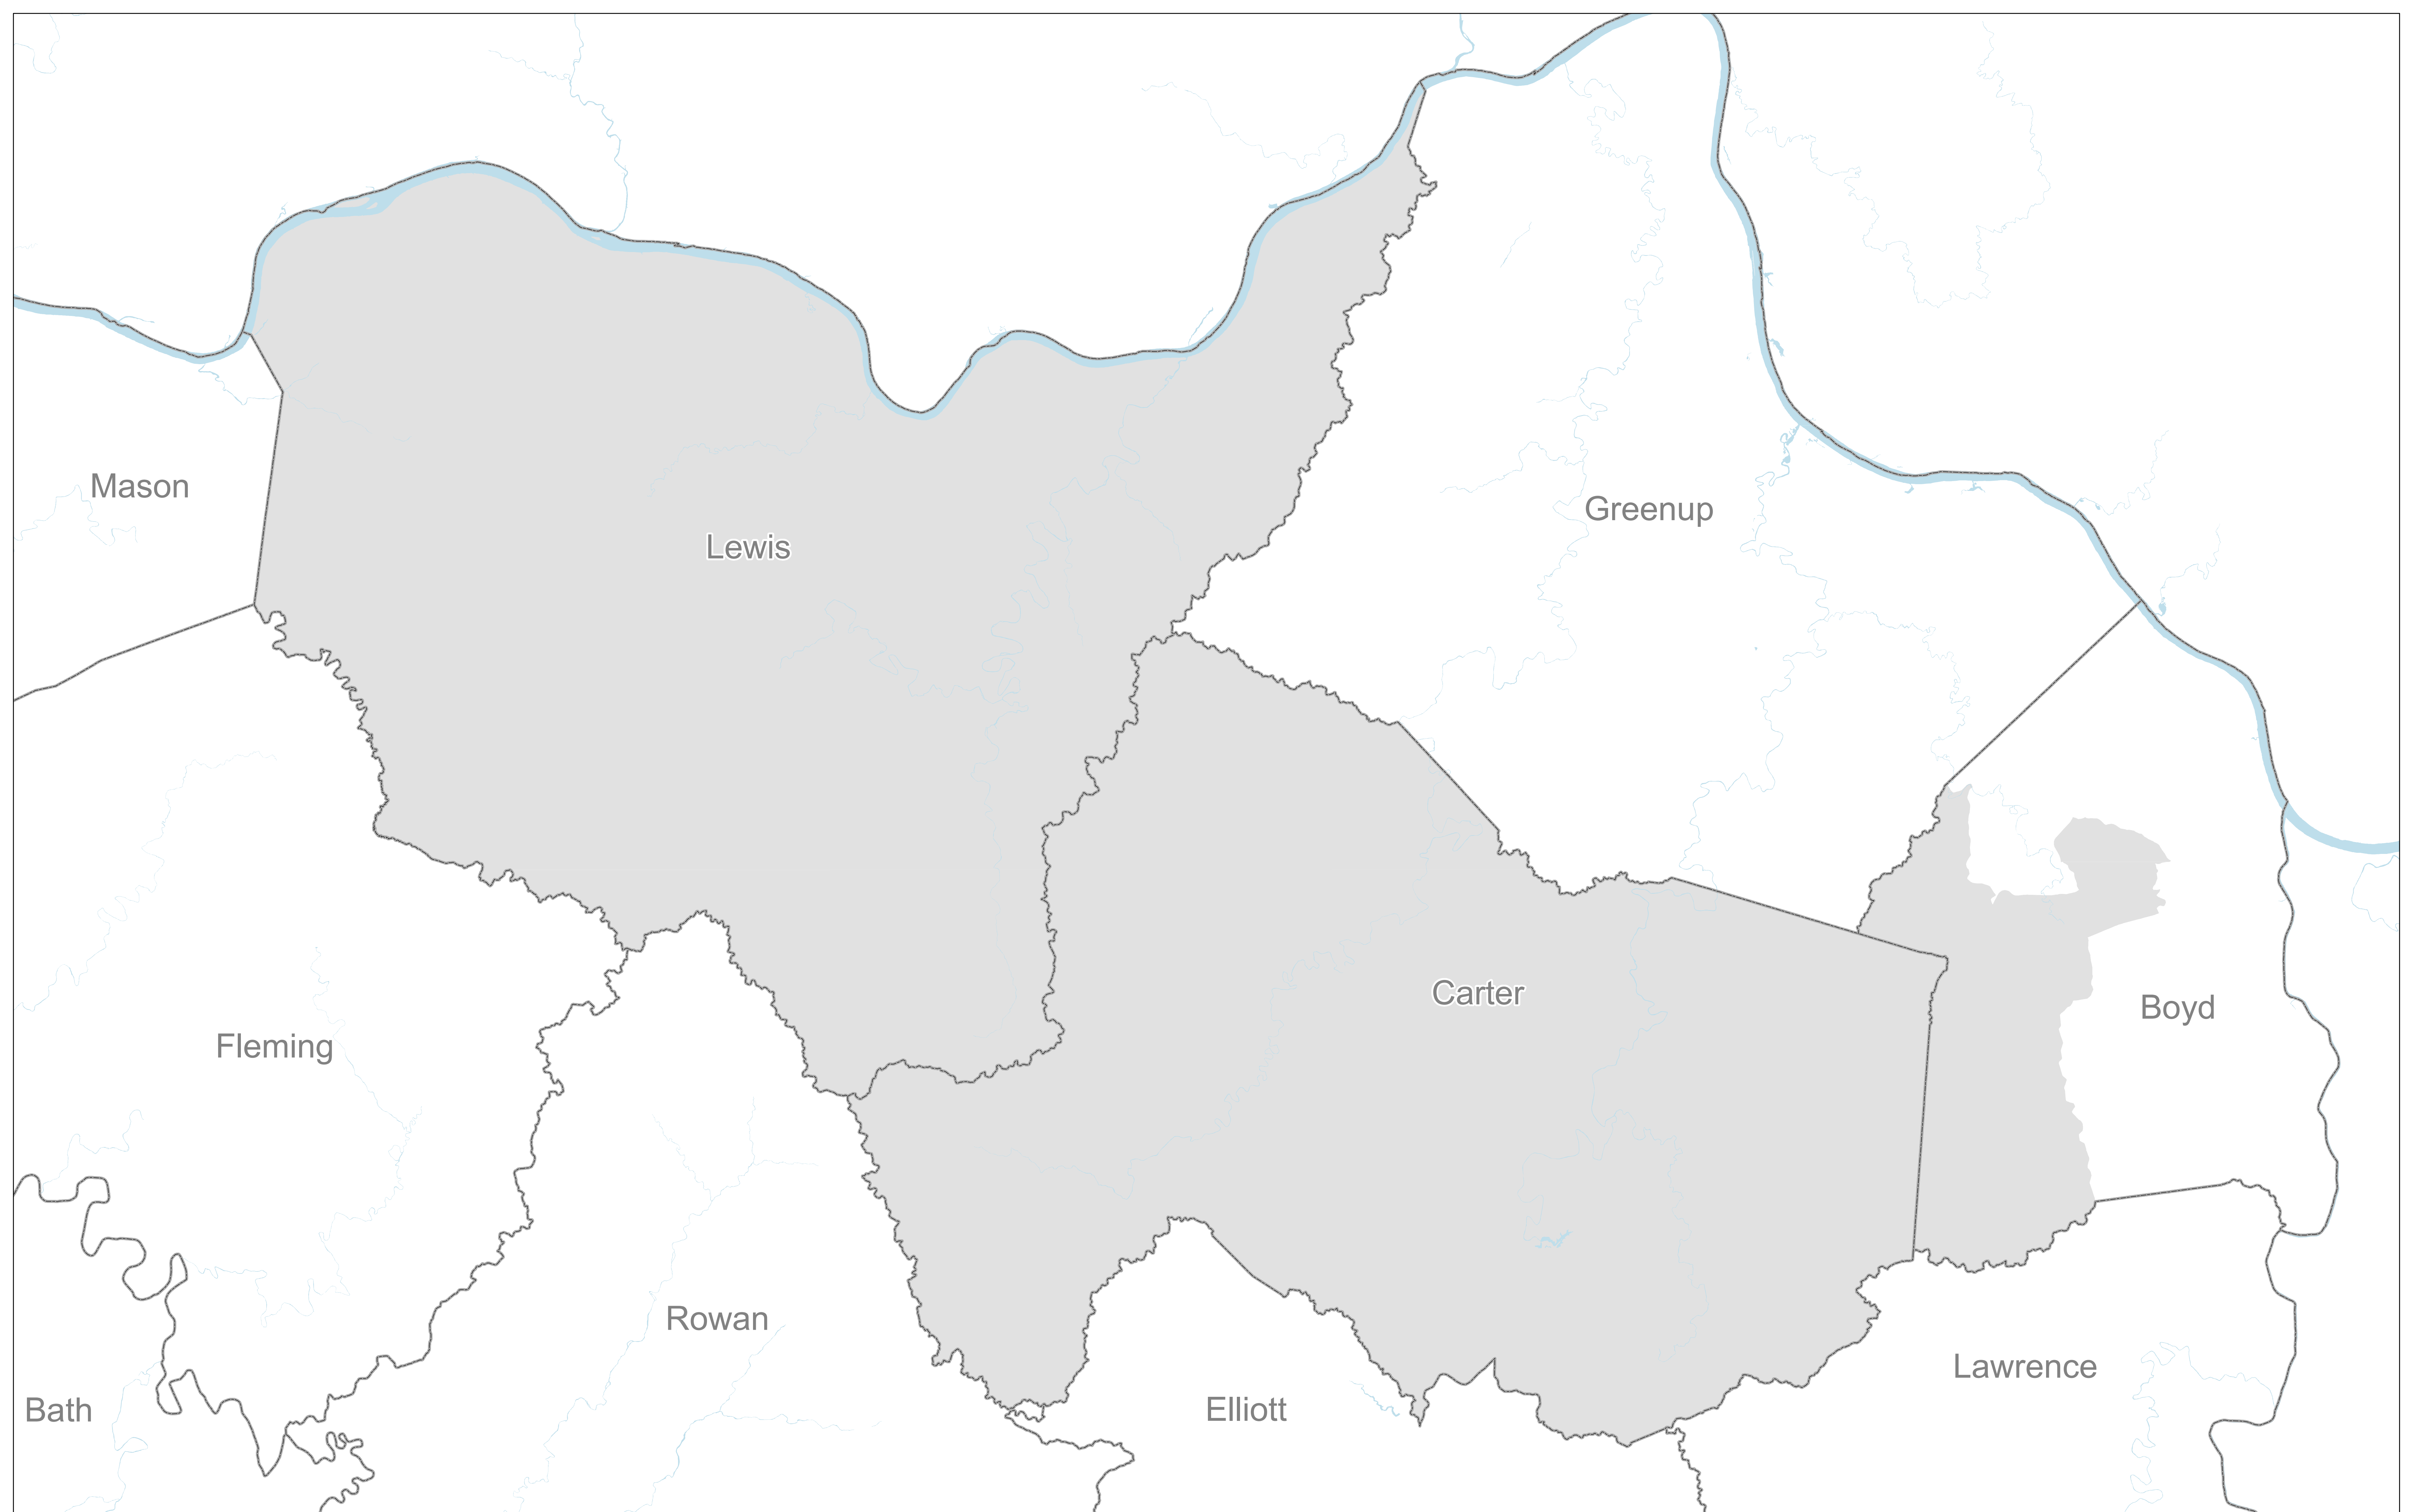 Mason
Lewis
Greenup
Carter
Boyd
Fleming
Rowan
Lawrence
Bath
Elliott